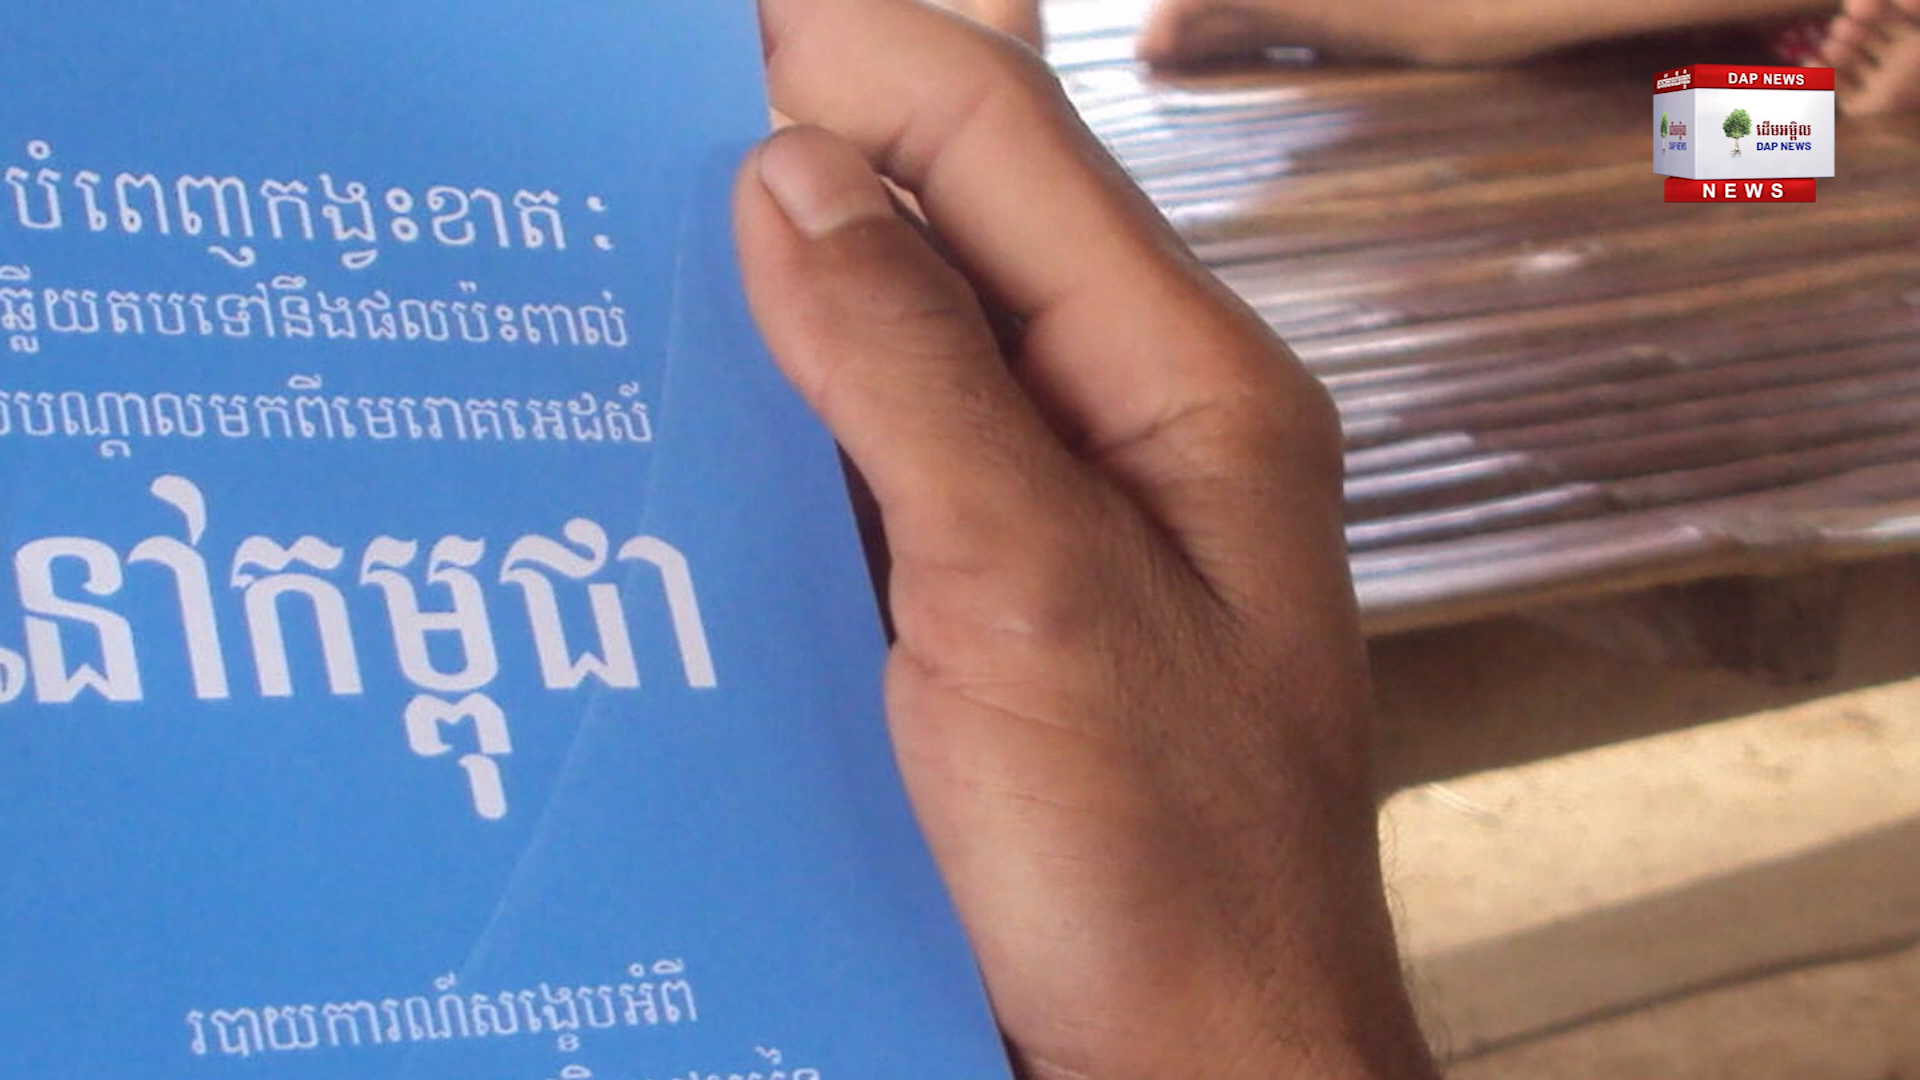 បំពេញកង្វះខាត :
ឆ្លើយតបទៅនឹងផលប៉ះពាល់
បណ្តាលមកពីមេរោគអេដស៍
នៅកម្ពុជា
របាយការណ៍សង្ខេបអំពី
DAP NEWS
ដើមអម្ពិល
DAP NEWS
NEWS